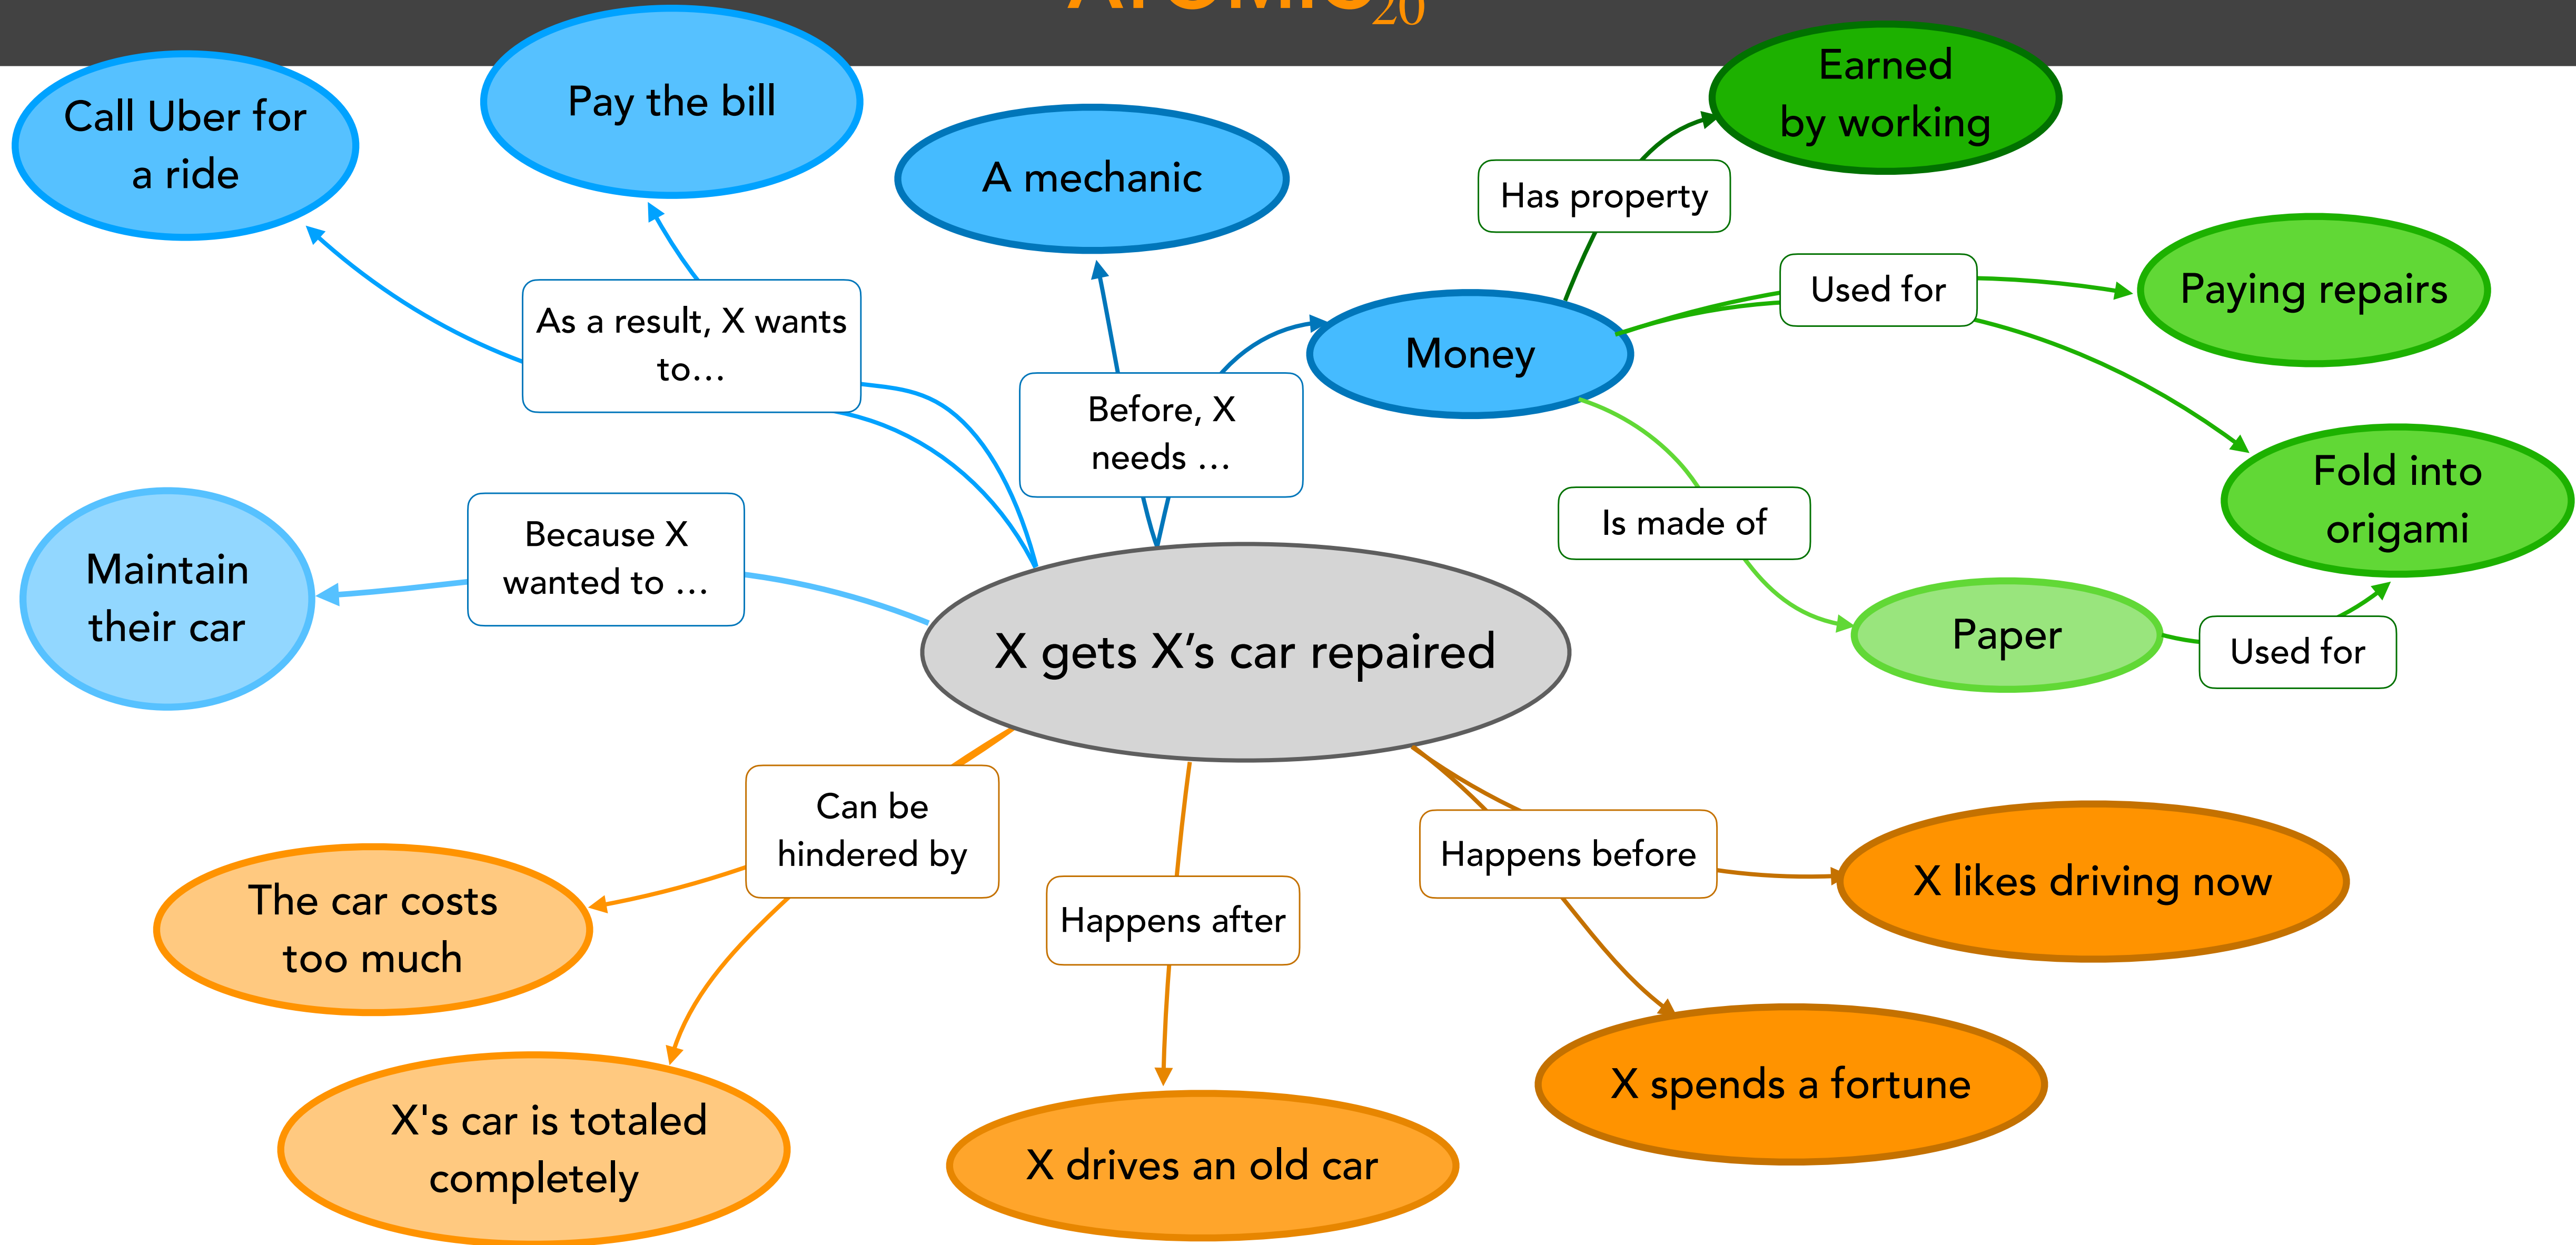 ATOMIC20
Call Uber for
a ride
Pay the bill
A mechanic
Earned
by working
Has property
Used for
Paying repairs
As a result, X wants
to…
Before, X
needs …
Money
Fold into
origami
Is made of
Because X
wanted to …
Maintain
their car
X gets X‘s car repaired
Paper
Used for
Can be
hindered by
Happens after
Happens before
X likes driving now
The car costs
too much
X spends a fortune
X's car is totaled
completely
X drives an old car